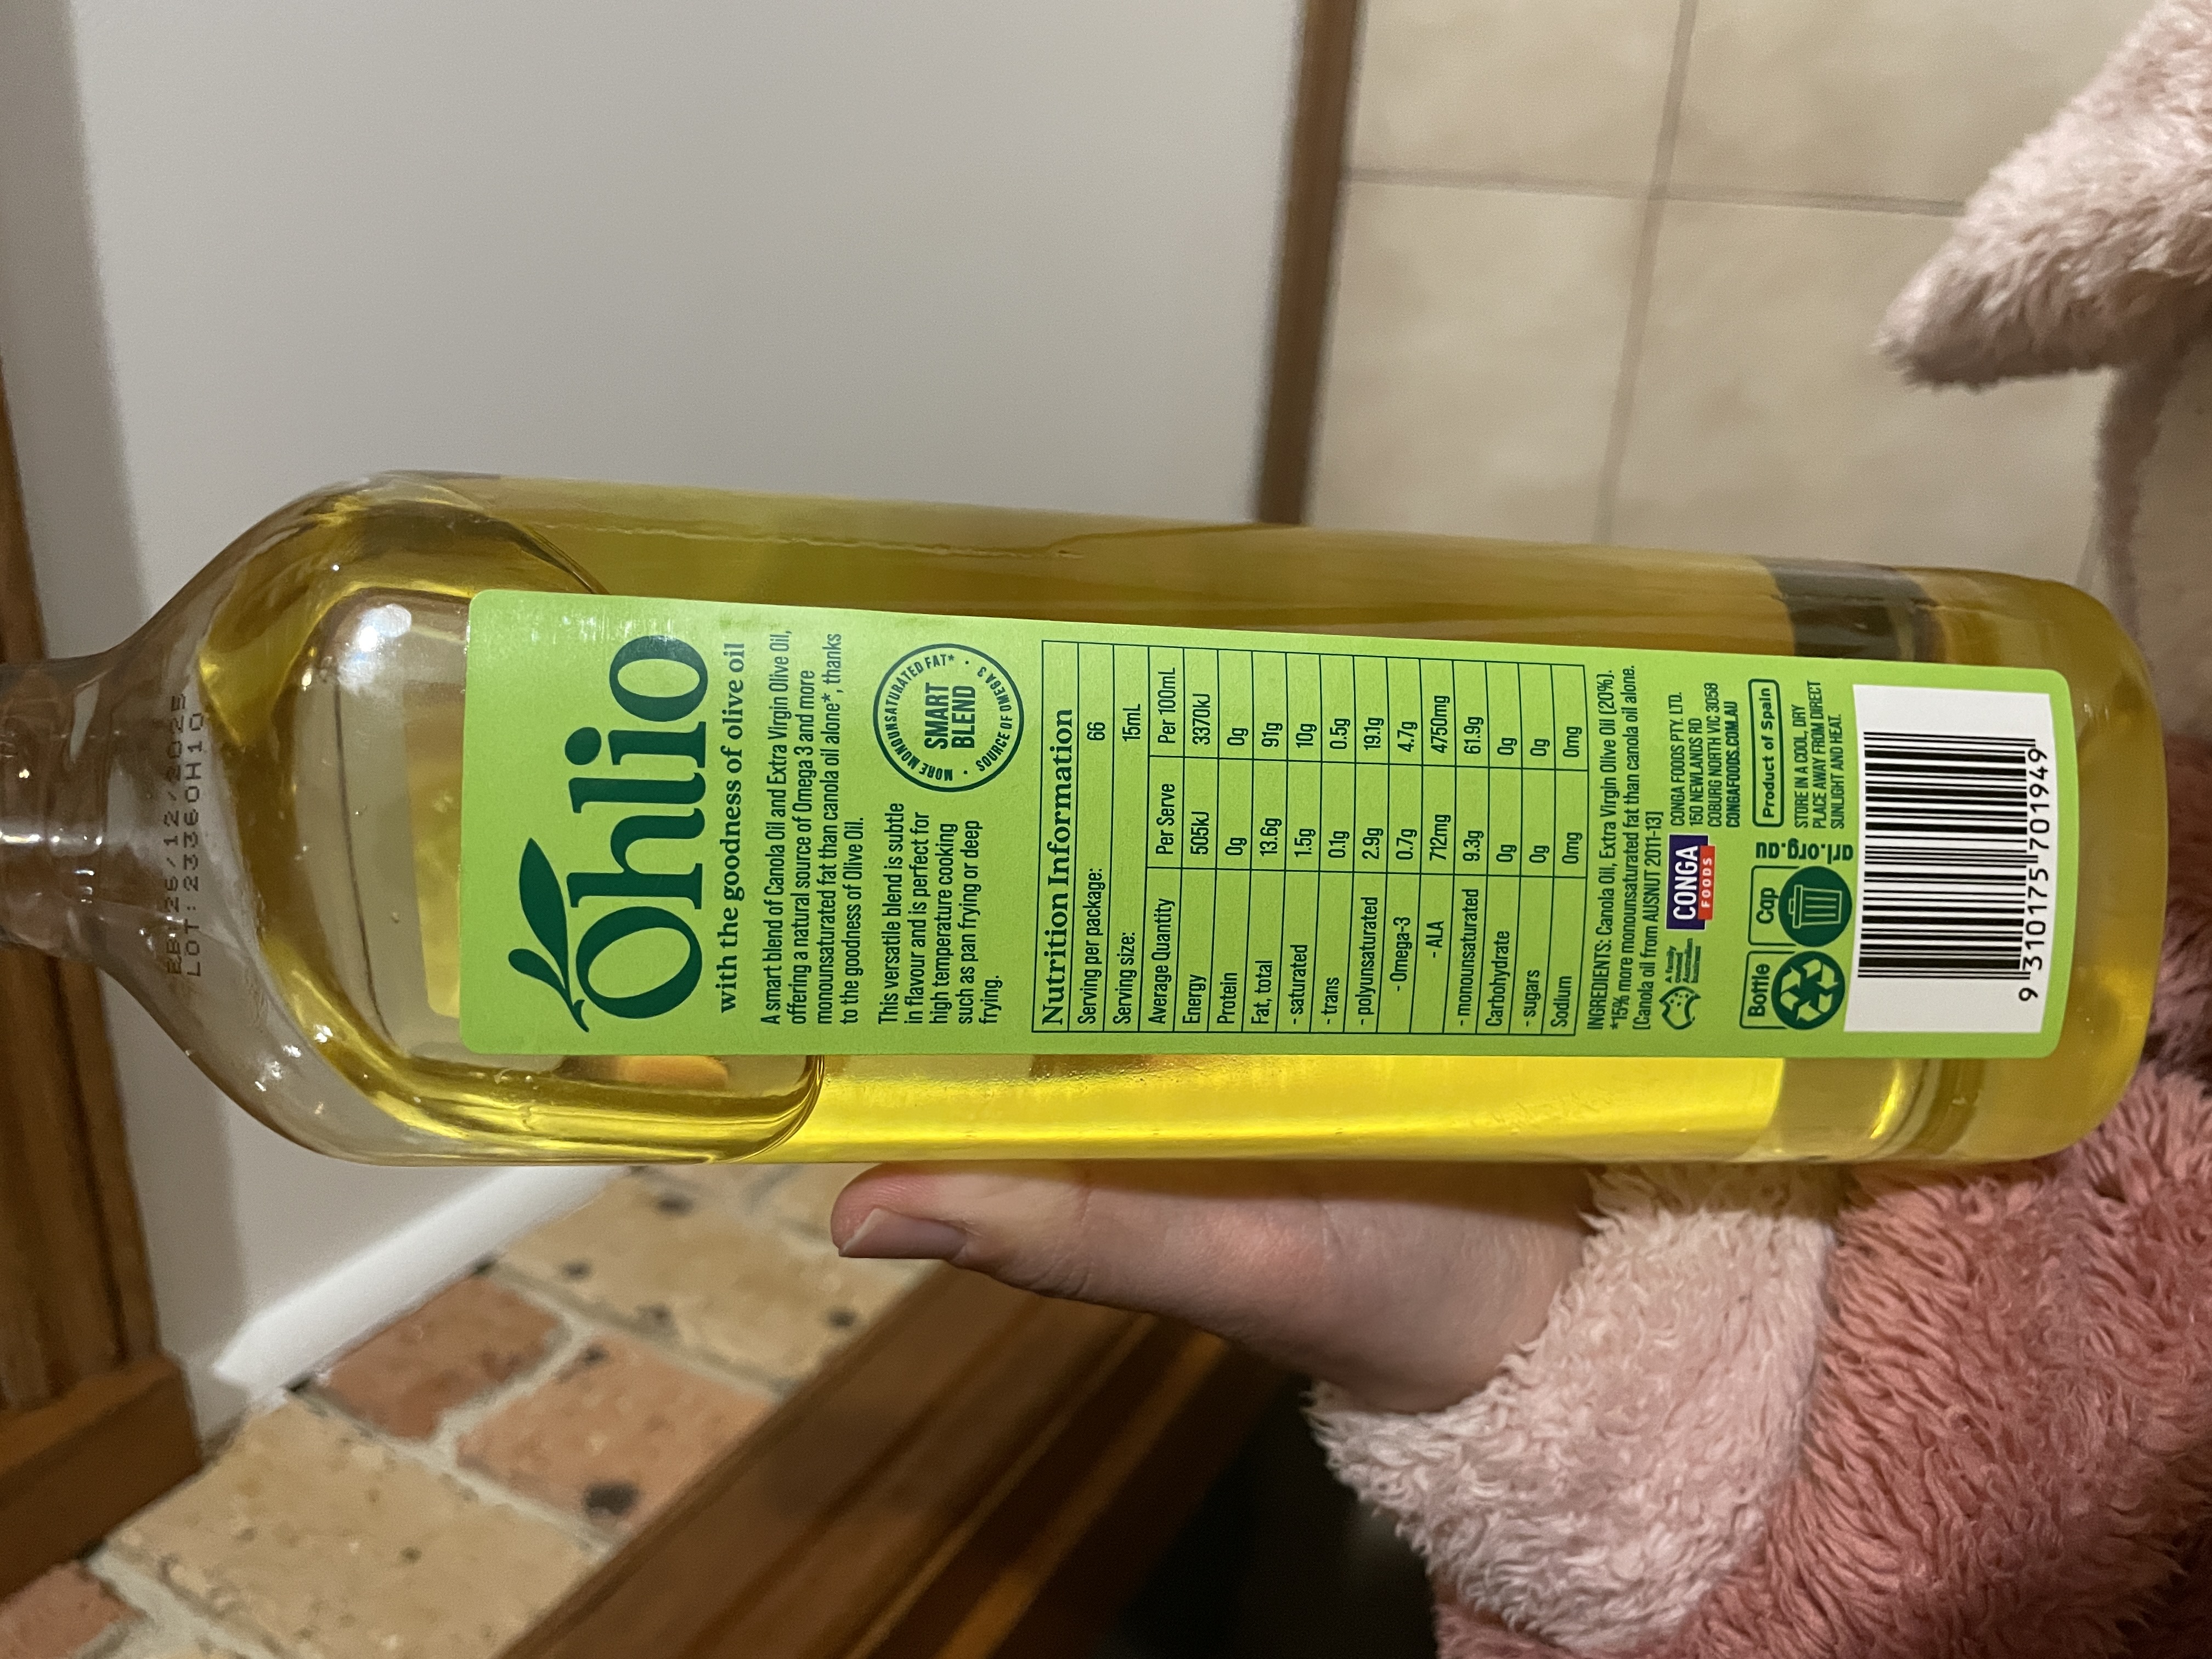 BB: 26/12/2025
LOT: 23360H10
Ohlio
with the goodness of olive oil
A smart blend of Canola Oil and Extra Virgin Olive Oil,
offering a natural source of Omega 3 and more
monounsaturated fat than canola oil alone*, thanks
to the goodness of Olive Oil.
This versatile blend is subtle
in flavour and is perfect for
high temperature cooking
such as pan frying or deep
frying.
MORE MONOUNSATURATED FAT*
SMART
BLEND
• SOURCE OF OMEGA 3 •
Nutrition Information
Serving per package: 66
Serving size: 15mL
Average Quantity Per Serve Per 100mL
Energy 505kJ 3370kJ
Protein 0g 0g
Fat, total 13.6g 91g
- saturated 1.5g 10g
- trans 0.1g 0.5g
- polyunsaturated 2.9g 19.1g
- Omega-3 0.7g 4.7g
- ALA 712mg 4750mg
- monounsaturated 9.3g 61.9g
Carbohydrate 0g 0g
- sugars 0g 0g
Sodium 0mg 0mg
INGREDIENTS: Canola Oil, Extra Virgin Olive Oil (20%).
*15% more monounsaturated fat than canola oil alone.
[Canola oil from AUSNUT 2011-13]
A family
owned
Australian
business
CONGA
FOODS
CONGA FOODS PTY. LTD.
150 NEWLANDS RD
COBURG NORTH VIC 3058
CONGAFOODS.COM.AU
Bottle
Cap
arl.org.au
Product of Spain
STORE IN A COOL, DRY
PLACE AWAY FROM DIRECT
SUNLIGHT AND HEAT.
9 310175 701949